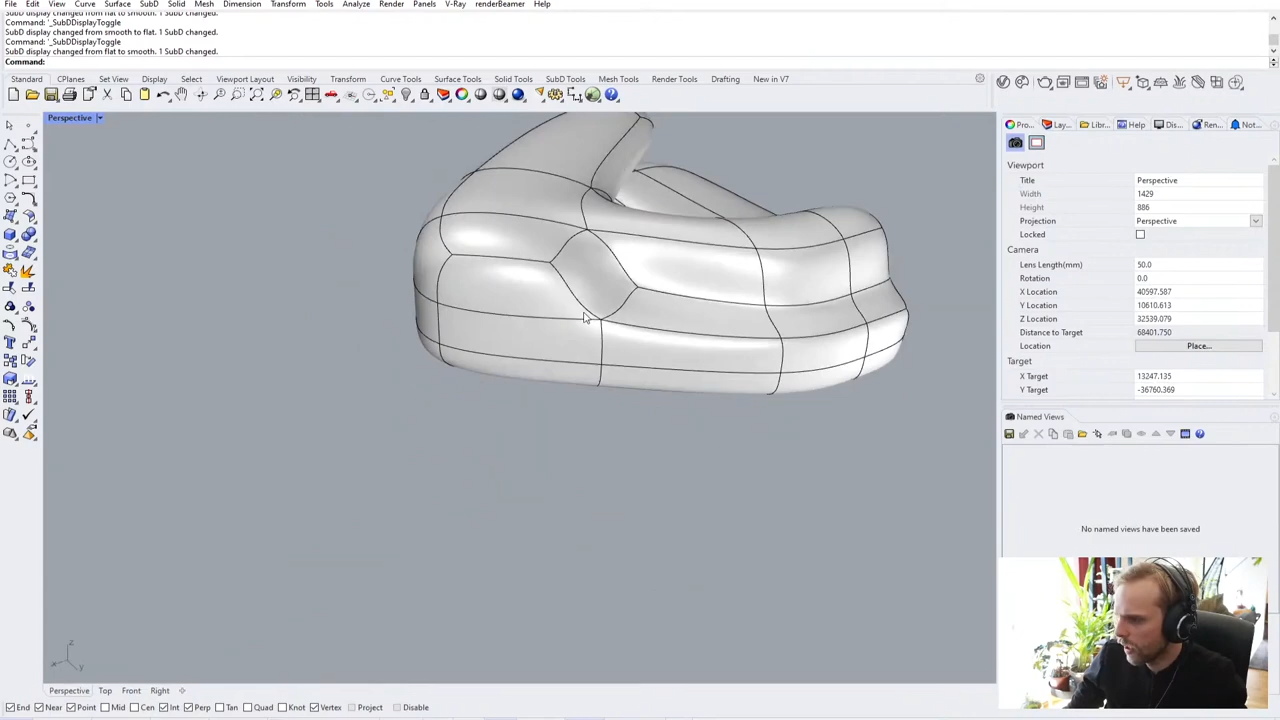 File Edit View Curve Surface SubD Solid Mesh Dimension Transform Tools Analyze Render Panels V-Ray renderBeamer Help
SubD display changed from flat to smooth. 1 SubD changed.
Command: '_SubDDisplayToggle
SubD display changed from smooth to flat. 1 SubD changed.
Command: '_SubDDisplayToggle
SubD display changed from flat to smooth. 1 SubD changed.
Command:
Standard CPlanes Set View Display Select Viewport Layout Visibility Transform Curve Tools Surface Tools Solid Tools SubD Tools Mesh Tools Render Tools Drafting New in V7
Perspective
Pro... Lay... Libr... Help Dis... Ren... Not...
Viewport
Title Perspective
Width 1429
Height 886
Projection Perspective
Locked
Camera
Lens Length(mm) 50.0
Rotation 0.0
X Location 40597.587
Y Location 10610.613
Z Location 32539.079
Distance to Target 68401.750
Location Place...
Target
X Target 13247.135
Y Target -36760.369
Named Views
No named views have been saved
z
x y
Perspective Top Front Right
End Near Point Mid Cen Int Perp Tan Quad Knot Vertex Project Disable